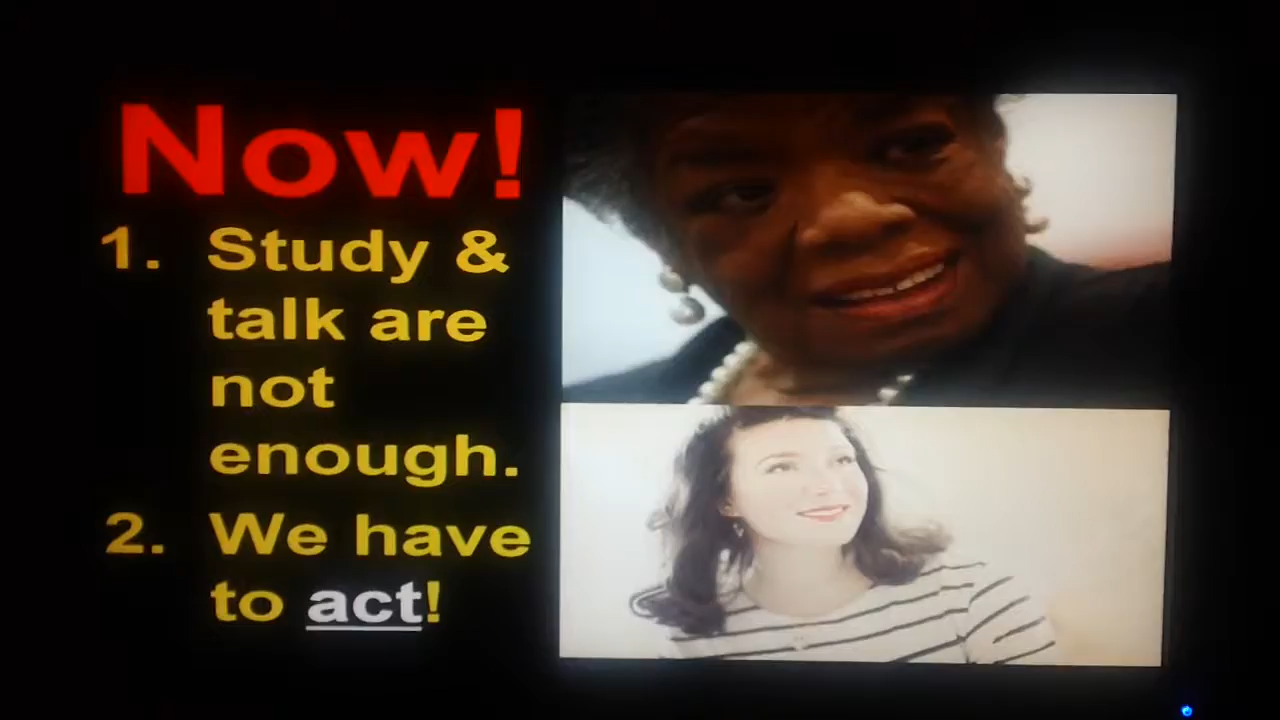 Now!
1. Study &
talk are
not
enough.
2. We have
to act!